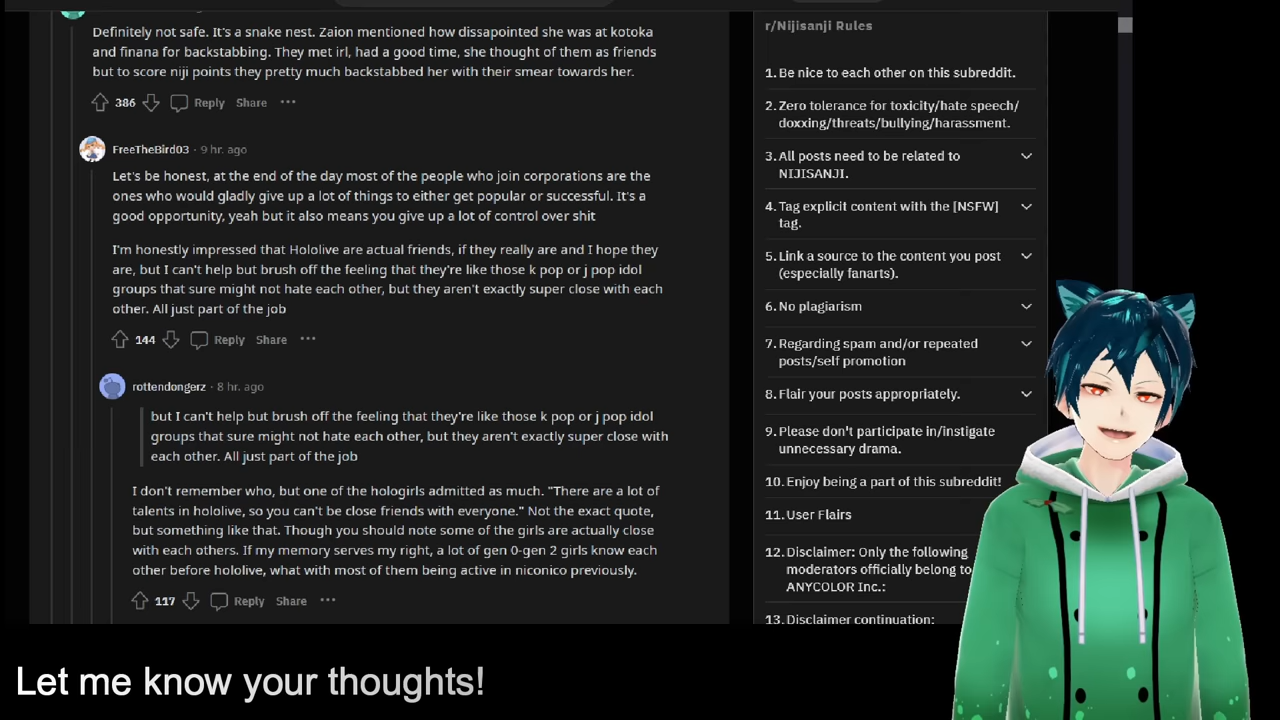 Definitely not safe. It's a snake nest. Zaion mentioned how dissapointed she was at kotoka
and finana for backstabbing. They met irl, had a good time, she thought of them as friends
but to score niji points they pretty much backstabbed her with their smear towards her.
386 Reply Share
FreeTheBird03 · 9 hr. ago
Let's be honest, at the end of the day most of the people who join corporations are the
ones who would gladly give up a lot of things to either get popular or successful. It's a
good opportunity, yeah but it also means you give up a lot of control over shit
I'm honestly impressed that Hololive are actual friends, if they really are and I hope they
are, but I can't help but brush off the feeling that they're like those k pop or j pop idol
groups that sure might not hate each other, but they aren't exactly super close with each
other. All just part of the job
144 Reply Share
rottendongerz · 8 hr. ago
but I can't help but brush off the feeling that they're like those k pop or j pop idol
groups that sure might not hate each other, but they aren't exactly super close with
each other. All just part of the job
I don't remember who, but one of the hologirls admitted as much. "There are a lot of
talents in hololive, so you can't be close friends with everyone." Not the exact quote,
but something like that. Though you should note some of the girls are actually close
with each others. If my memory serves my right, a lot of gen 0-gen 2 girls know each
other before hololive, what with most of them being active in niconico previously.
117 Reply Share
r/Nijisanji Rules
1. Be nice to each other on this subreddit.
2. Zero tolerance for toxicity/hate speech/
doxxing/threats/bullying/harassment.
3. All posts need to be related to
NIJISANJI.
4. Tag explicit content with the [NSFW]
tag.
5. Link a source to the content you post
(especially fanarts).
6. No plagiarism
7. Regarding spam and/or repeated
posts/self promotion
8. Flair your posts appropriately.
9. Please don't participate in/instigate
unnecessary drama.
10. Enjoy being a part of this subreddit!
11. User Flairs
12. Disclaimer: Only the following
moderators officially belong to
ANYCOLOR Inc.:
13. Disclaimer continuation:
Let me know your thoughts!